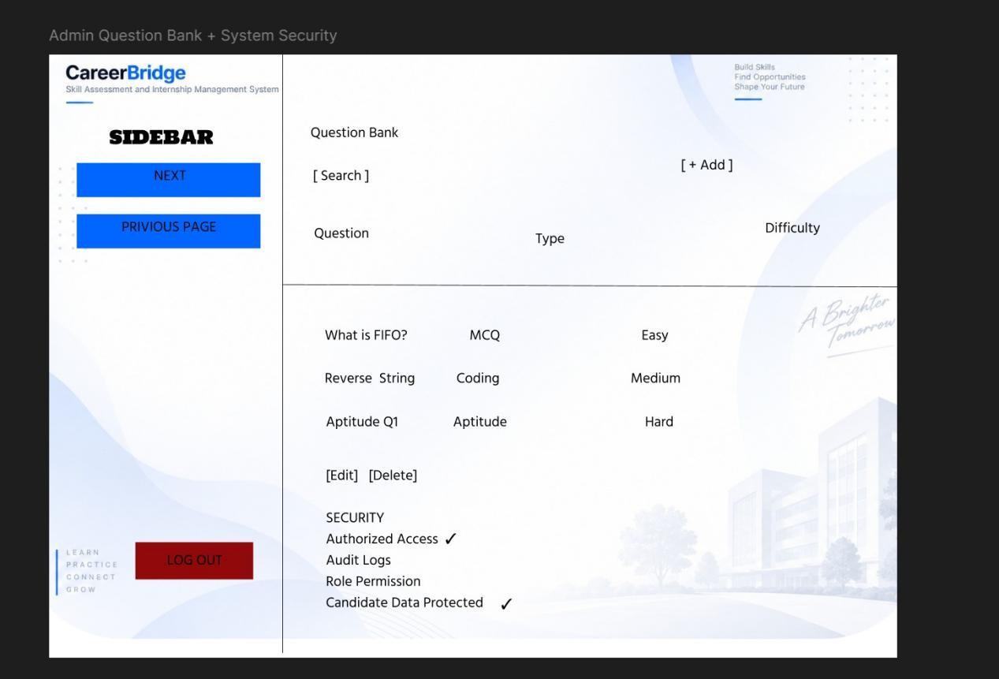 Admin Question Bank + System Security
CareerBridge
Skill Assessment and Internship Management System
Build Skills
Find Opportunities
Shape Your Future
SIDEBAR
NEXT
PRIVIOUS PAGE
Question Bank
[ Search ]
[ + Add ]
Question Type Difficulty
A Brighter
Tomorrow
What is FIFO? MCQ Easy
Reverse String Coding Medium
Aptitude Q1 Aptitude Hard
[Edit] [Delete]
SECURITY
Authorized Access ✓
Audit Logs
Role Permission
Candidate Data Protected ✓
LEARN
PRACTICE
CONNECT
GROW
LOG OUT